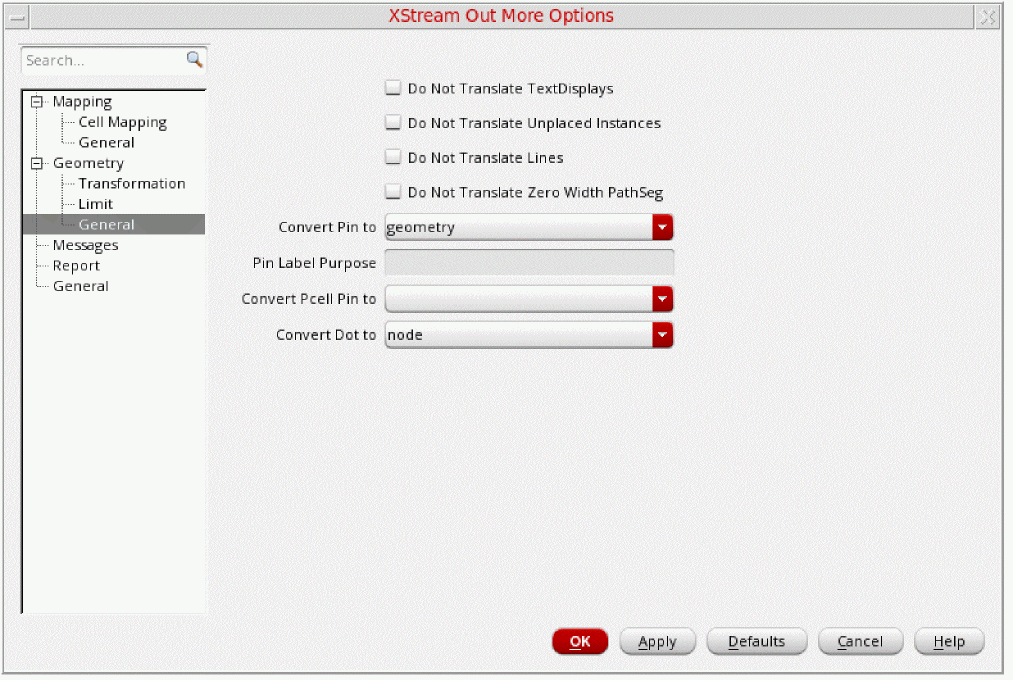 XStream Out More Options
Search...
Mapping
Cell Mapping
General
Geometry
Transformation
Limit
General
Messages
Report
General
Do Not Translate TextDisplays
Do Not Translate Unplaced Instances
Do Not Translate Lines
Do Not Translate Zero Width PathSeg
Convert Pin to geometry
Pin Label Purpose
Convert Pcell Pin to
Convert Dot to node
OK Apply Defaults Cancel Help